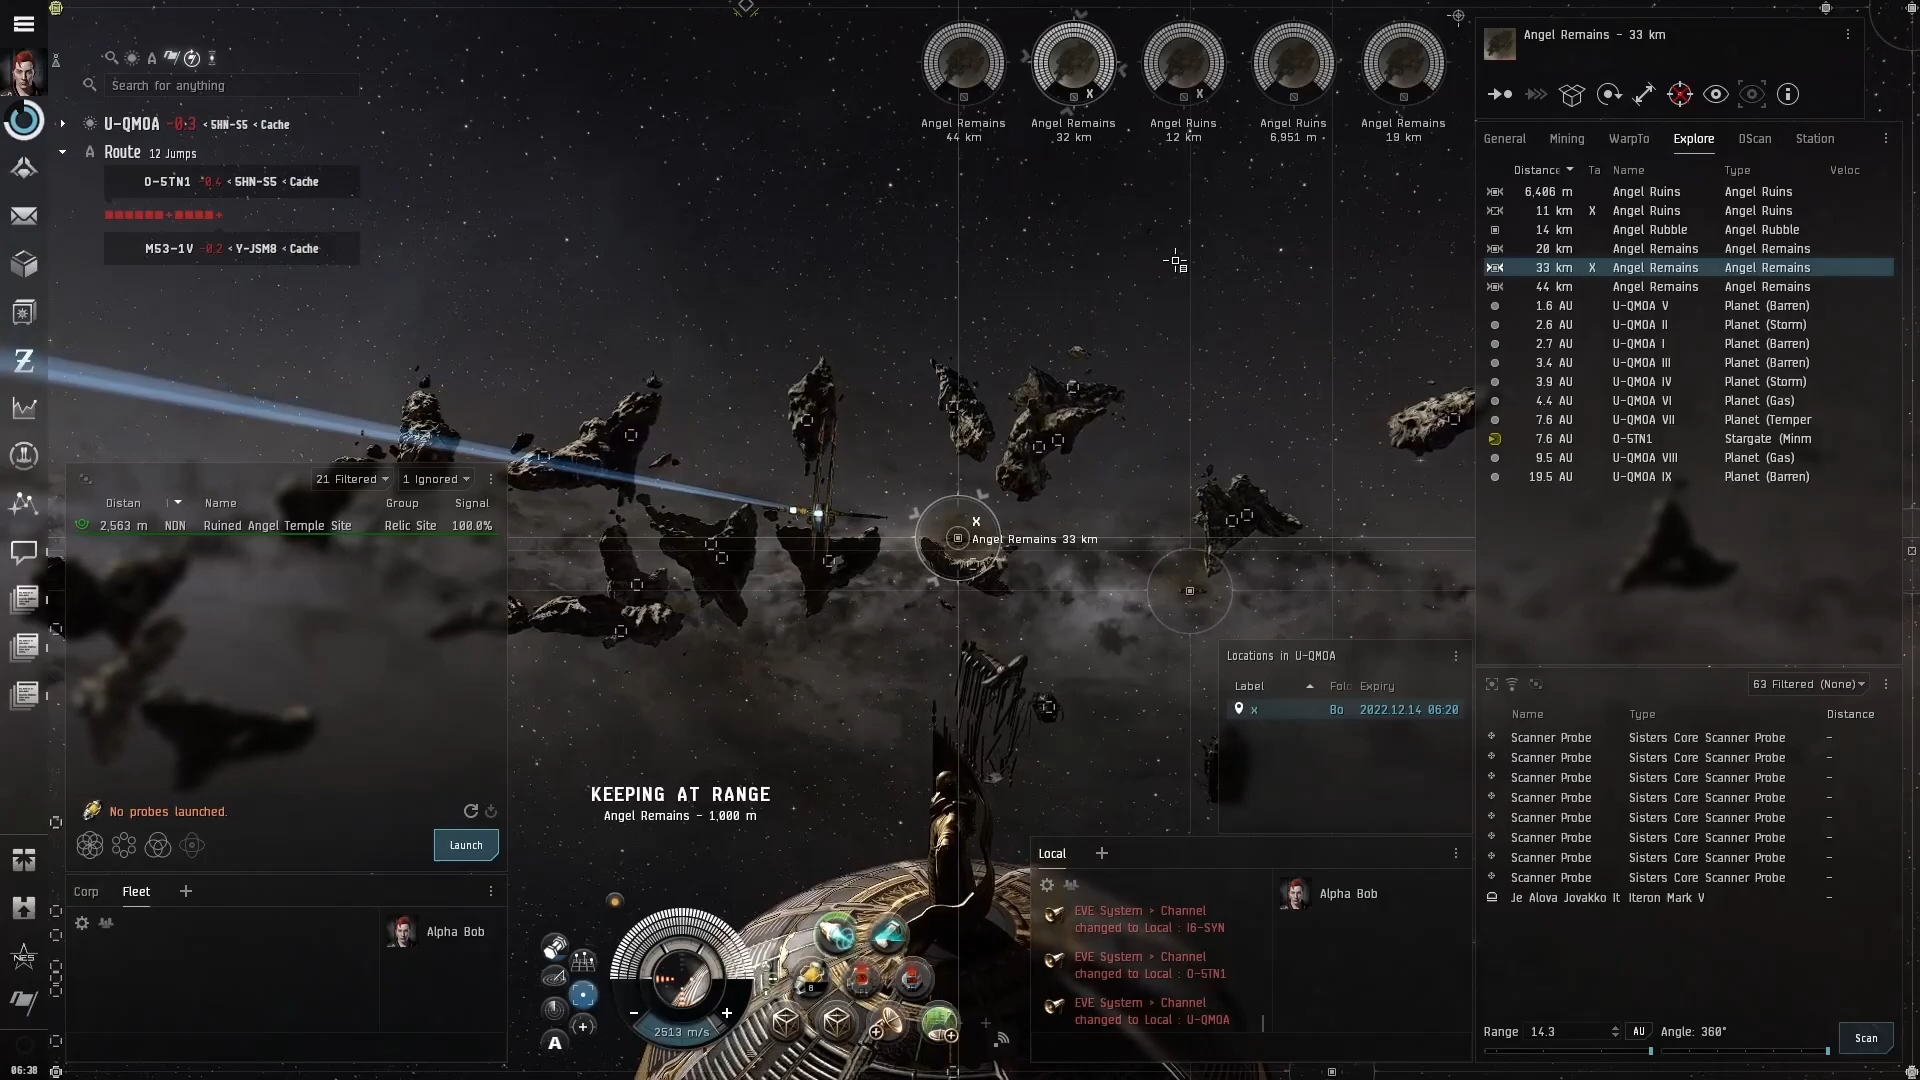 Search for anything
U-QMOA -0.3 < 5HN-S5 < Cache
Route 12 Jumps
O-5TN1 -0.4 < 5HN-S5 < Cache
M53-1V -0.2 < Y-JSM8 < Cache
Angel Remains
44 km
Angel Remains
32 km
Angel Ruins
12 km
Angel Ruins
6,951 m
Angel Remains
19 km
X
X
Angel Remains - 33 km
General Mining WarpTo Explore DScan Station
Distance Ta Name Type Veloc
6,406 m Angel Ruins Angel Ruins
11 km X Angel Ruins Angel Ruins
14 km Angel Rubble Angel Rubble
20 km Angel Remains Angel Remains
33 km X Angel Remains Angel Remains
44 km Angel Remains Angel Remains
1.6 AU U-QMOA V Planet (Barren)
2.6 AU U-QMOA II Planet (Storm)
2.7 AU U-QMOA I Planet (Barren)
3.4 AU U-QMOA III Planet (Barren)
3.9 AU U-QMOA IV Planet (Storm)
4.4 AU U-QMOA VI Planet (Gas)
7.6 AU U-QMOA VII Planet (Temper
7.6 AU O-5TN1 Stargate (Minm
9.5 AU U-QMOA VIII Planet (Gas)
19.5 AU U-QMOA IX Planet (Barren)
21 Filtered 1 Ignored
Distan Name Group Signal
2,563 m NDN Ruined Angel Temple Site Relic Site 100.0%
X
Angel Remains 33 km
Locations in U-QMOA
Label Folc Expiry
x Bo 2022.12.14 06:20
63 Filtered (None)
Name Type Distance
Scanner Probe Sisters Core Scanner Probe -
Scanner Probe Sisters Core Scanner Probe -
Scanner Probe Sisters Core Scanner Probe -
Scanner Probe Sisters Core Scanner Probe -
Scanner Probe Sisters Core Scanner Probe -
Scanner Probe Sisters Core Scanner Probe -
Scanner Probe Sisters Core Scanner Probe -
Scanner Probe Sisters Core Scanner Probe -
Je Alova Jovakko It Iteron Mark V -
No probes launched.
Launch
KEEPING AT RANGE
Angel Remains - 1,000 m
Corp Fleet
Alpha Bob
Local
EVE System > Channel
changed to Local : I6-SYN
EVE System > Channel
changed to Local : O-5TN1
EVE System > Channel
changed to Local : U-QMOA
Alpha Bob
NES
8
2513 m/s
A
Range 14.3 AU Angle: 360°
Scan
06:38